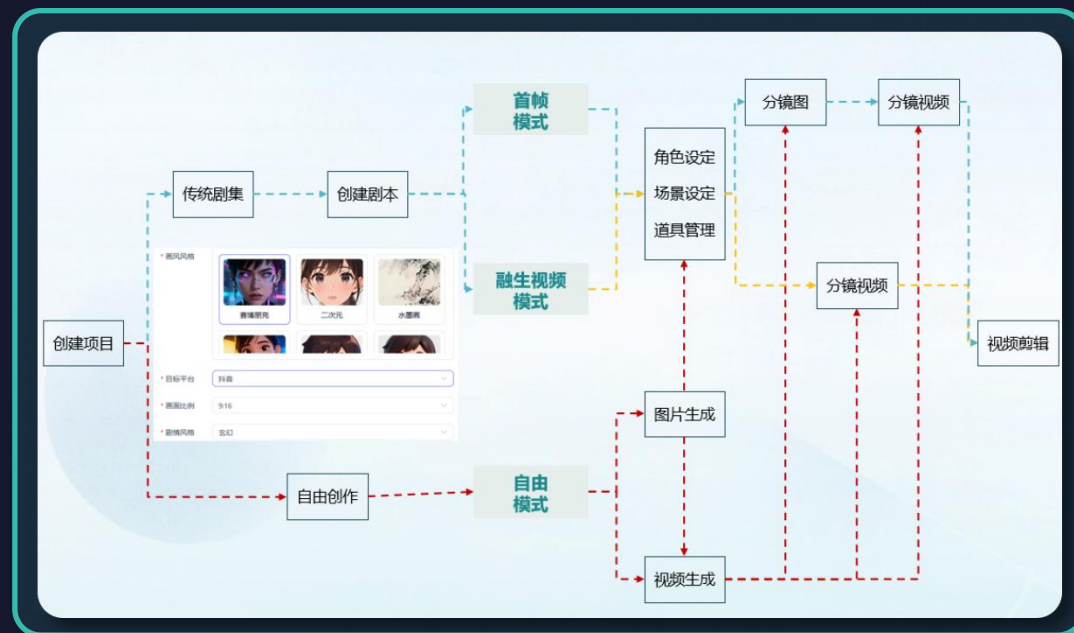 首帧
模式
分镜图
分镜视频
角色设定
场景设定
道具管理
传统剧集
创建剧本
* 画风风格
赛博朋克
二次元
水墨画
融生视频
模式
分镜视频
创建项目
视频剪辑
* 目标平台
抖音
* 画面比例
9:16
* 剧情风格
玄幻
图片生成
自由创作
自由
模式
视频生成